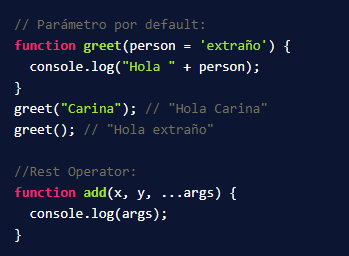 // Parámetro por default:
function greet(person = 'extraño') {
  console.log("Hola " + person);
}
greet("Carina"); // "Hola Carina"
greet(); // "Hola extraño"

//Rest Operator:
function add(x, y, ...args) {
  console.log(args);
}